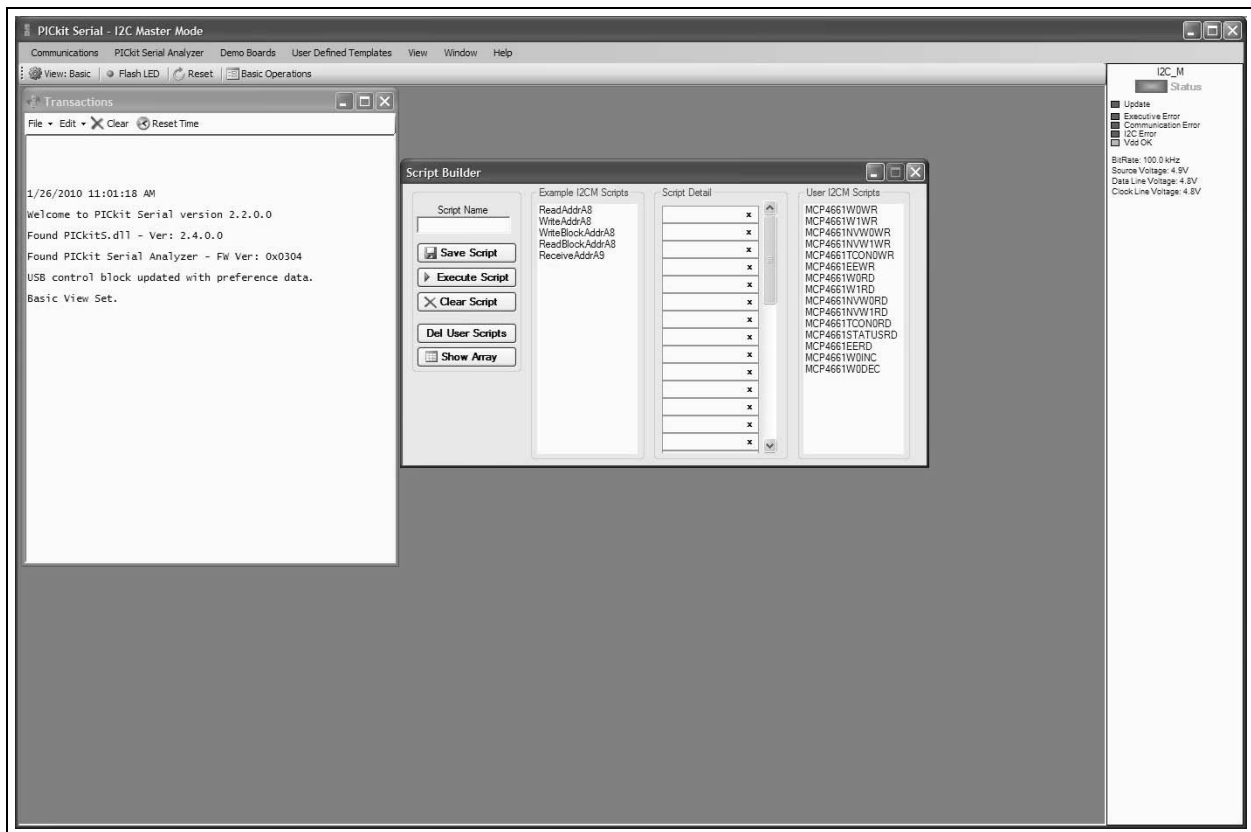 PICkit Serial - I2C Master Mode
Communications PICkit Serial Analyzer Demo Boards User Defined Templates View Window Help
View: Basic Flash LED Reset Basic Operations
Transactions
File Edit Clear Reset Time
1/26/2010 11:01:18 AM
Welcome to PICkit Serial version 2.2.0.0
Found PICkitS.dll - Ver: 2.4.0.0
Found PICkit Serial Analyzer - FW Ver: 0x0304
USB control block updated with preference data.
Basic View Set.
Script Builder
Script Name
Save Script
Execute Script
Clear Script
Del User Scripts
Show Array
Example I2CM Scripts
ReadAddrA8
WriteAddrA8
WriteBlockAddrA8
ReadBlockAddrA8
ReceiveAddrA9
Script Detail
x
x
x
x
x
x
x
x
x
x
x
x
x
x
User I2CM Scripts
MCP4661W0WR
MCP4661W1WR
MCP4661NVW0WR
MCP4661NVW1WR
MCP4661TCON0WR
MCP4661EEWR
MCP4661W0RD
MCP4661W1RD
MCP4661NVW0RD
MCP4661NVW1RD
MCP4661TCON0RD
MCP4661STATUSRD
MCP4661EERD
MCP4661W0INC
MCP4661W0DEC
I2C_M
Status
Update
Executive Error
Communication Error
I2C Error
Vdd OK
BitRate: 100.0 kHz
Source Voltage: 4.9V
Data Line Voltage: 4.8V
Clock Line Voltage: 4.8V